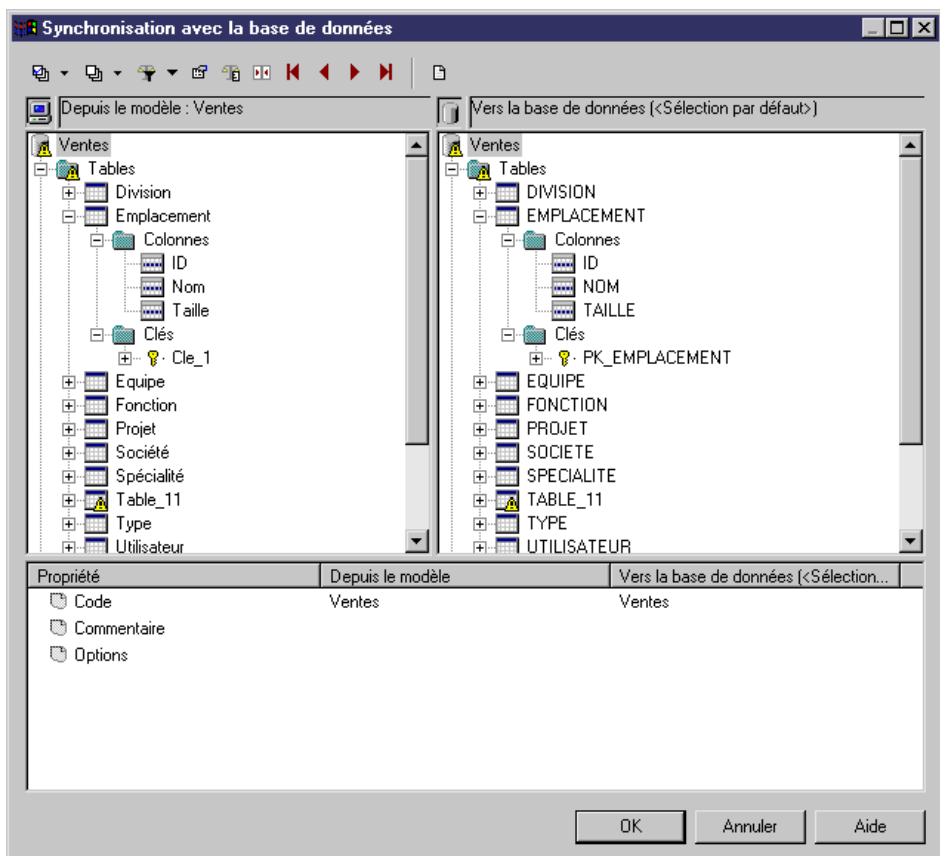 Synchronisation avec la base de données
Depuis le modèle : Ventes
Vers la base de données (<Sélection par défaut>)
Ventes
Tables
Division
Emplacement
Colonnes
ID
Nom
Taille
Clés
Cle_1
Equipe
Fonction
Projet
Société
Spécialité
Table_11
Type
Utilisateur
Ventes
Tables
DIVISION
EMPLACEMENT
Colonnes
ID
NOM
TAILLE
Clés
PK_EMPLACEMENT
EQUIPE
FONCTION
PROJET
SOCIETE
SPECIALITE
TABLE_11
TYPE
UTILISATEUR
Propriété Depuis le modèle Vers la base de données (<Sélection...
Code Ventes Ventes
Commentaire
Options
OK Annuler Aide